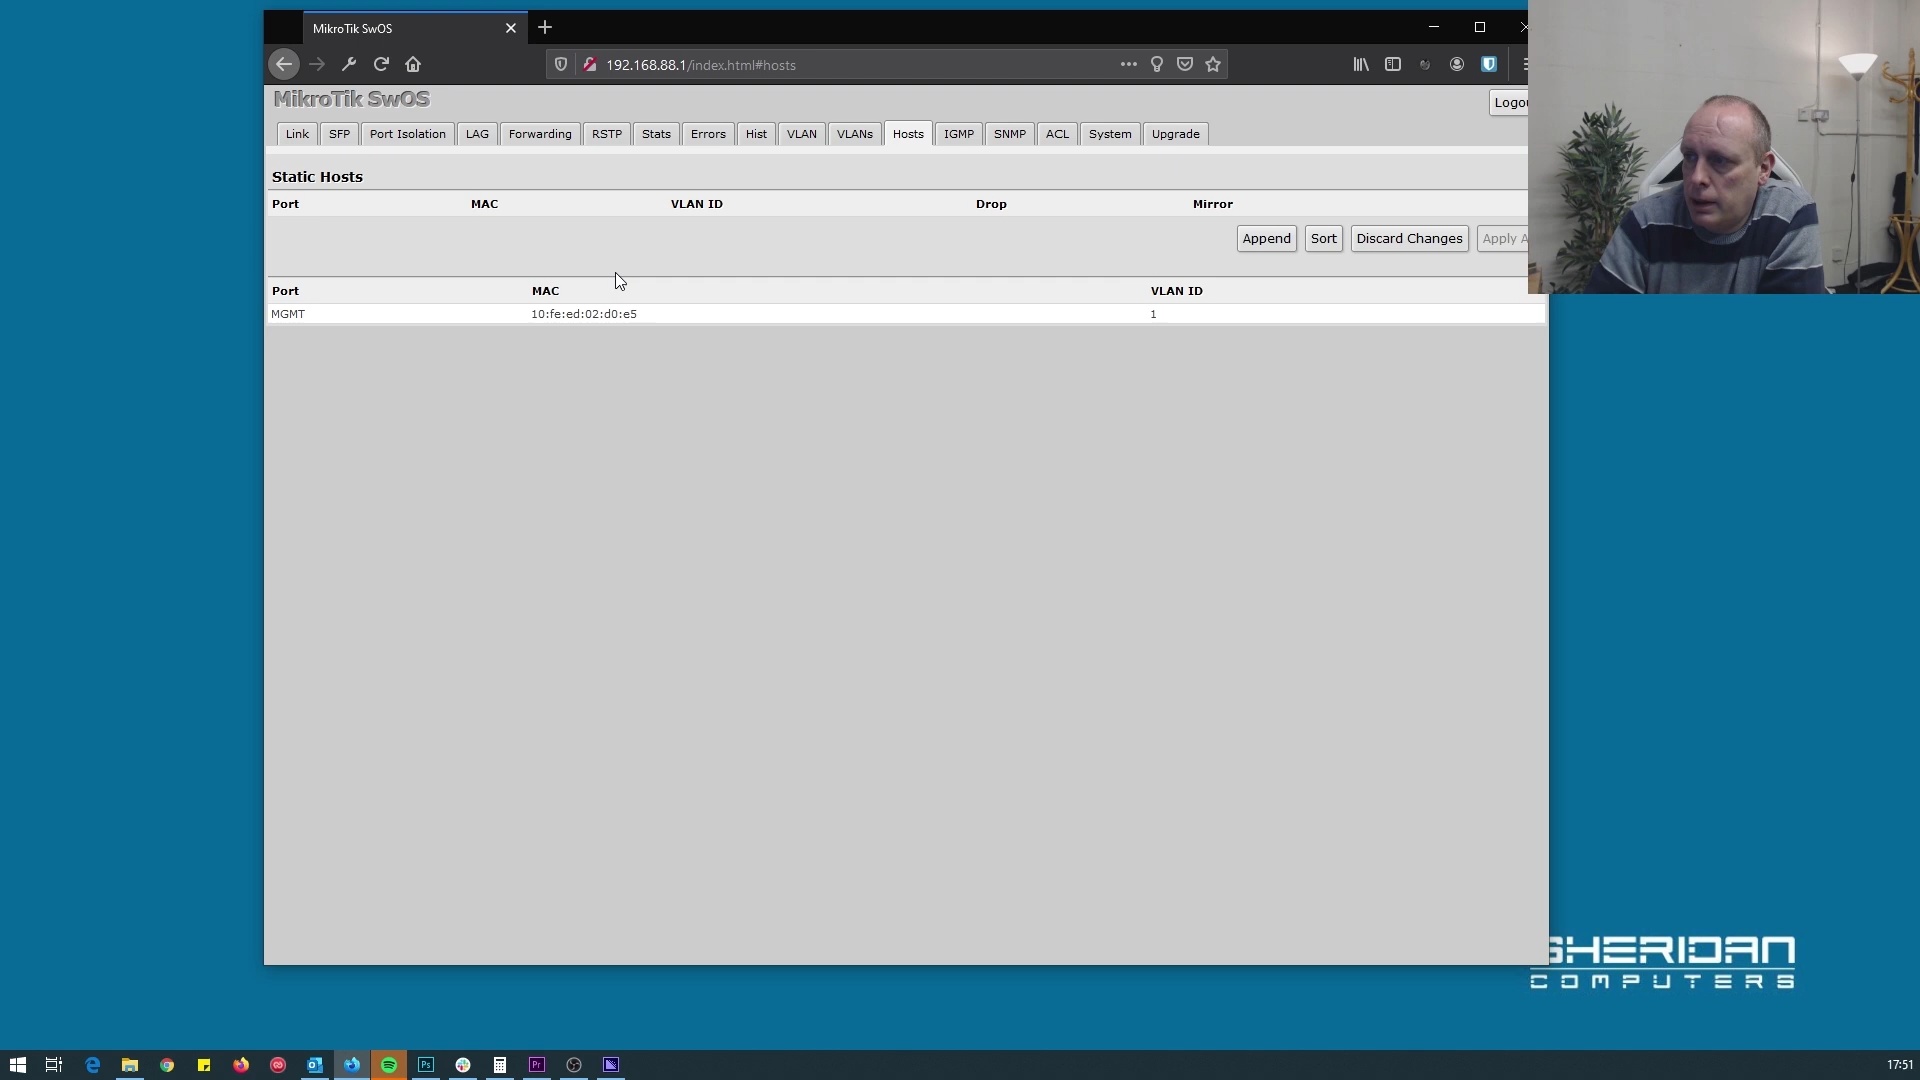 MikroTik SwOS
192.168.88.1/index.html#hosts
MikroTik SwOS
Link SFP Port Isolation LAG Forwarding RSTP Stats Errors Hist VLAN VLANs Hosts IGMP SNMP ACL System Upgrade
Static Hosts
Port MAC VLAN ID Drop Mirror
Append Sort Discard Changes Apply
Port MAC VLAN ID
MGMT 10:fe:ed:02:d0:e5 1
SHERIDAN
COMPUTERS
Ps Pr
17:51